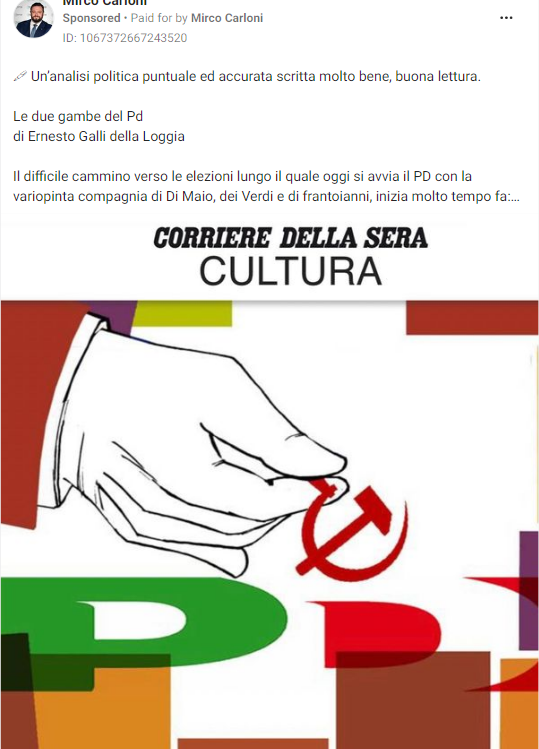 Mirco Carloni
Sponsored • Paid for by Mirco Carloni
ID: 1067372667243520
🖋 Un'analisi politica puntuale ed accurata scritta molto bene, buona lettura.
Le due gambe del Pd
di Ernesto Galli della Loggia
Il difficile cammino verso le elezioni lungo il quale oggi si avvia il PD con la
variopinta compagnia di Di Maio, dei Verdi e di frantoianni, inizia molto tempo fa:...
CORRIERE DELLA SERA
CULTURA
P